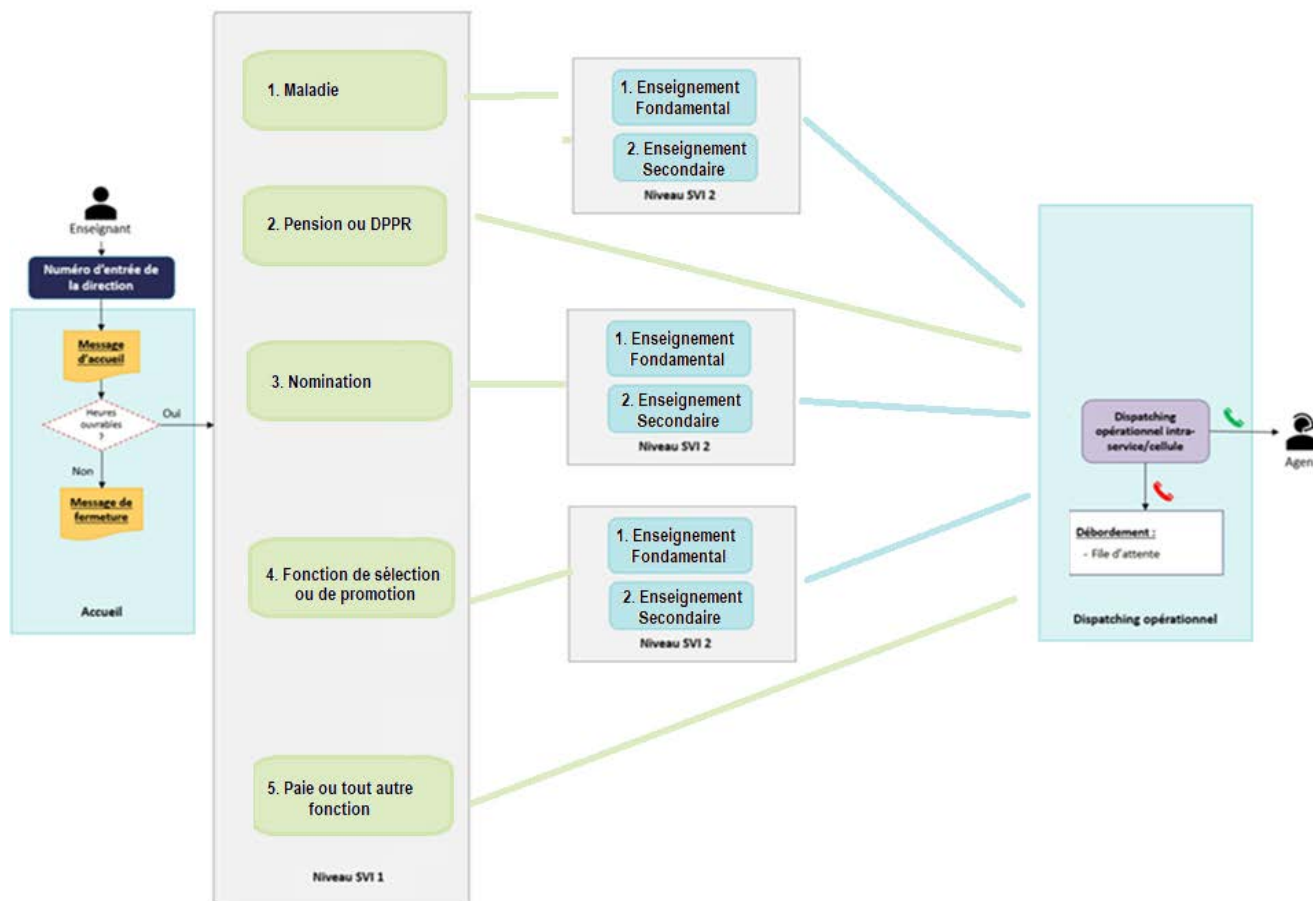 Enseignant
Numéro d'entrée de
la direction
Message
d'accueil
Heures
ouvrables
?
Oui
Non
Message de
fermeture
Accueil
1. Maladie
2. Pension ou DPPR
3. Nomination
4. Fonction de sélection
ou de promotion
5. Paie ou tout autre
fonction
Niveau SVI 1
1. Enseignement
Fondamental
2. Enseignement
Secondaire
Niveau SVI 2
1. Enseignement
Fondamental
2. Enseignement
Secondaire
Niveau SVI 2
1. Enseignement
Fondamental
2. Enseignement
Secondaire
Niveau SVI 2
Dispatching
opérationnel intra-
service/cellule
Débordement :
- File d'attente
Dispatching opérationnel
Agen